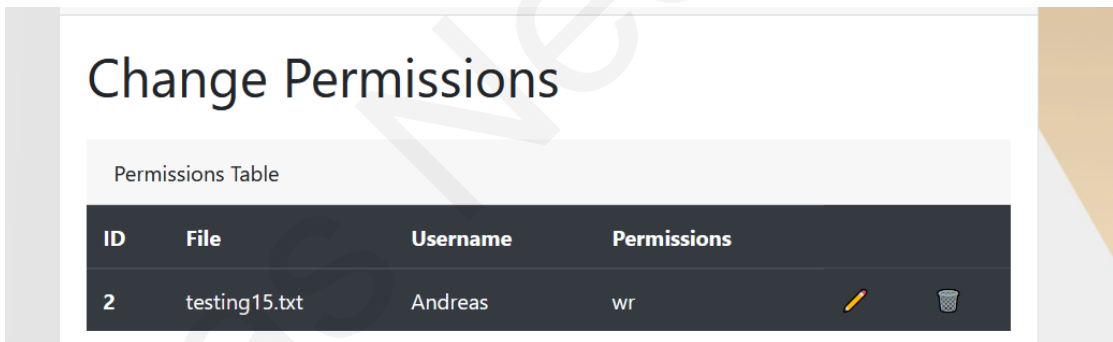 Change Permissions
Permissions Table
ID File Username Permissions
2 testing15.txt Andreas wr